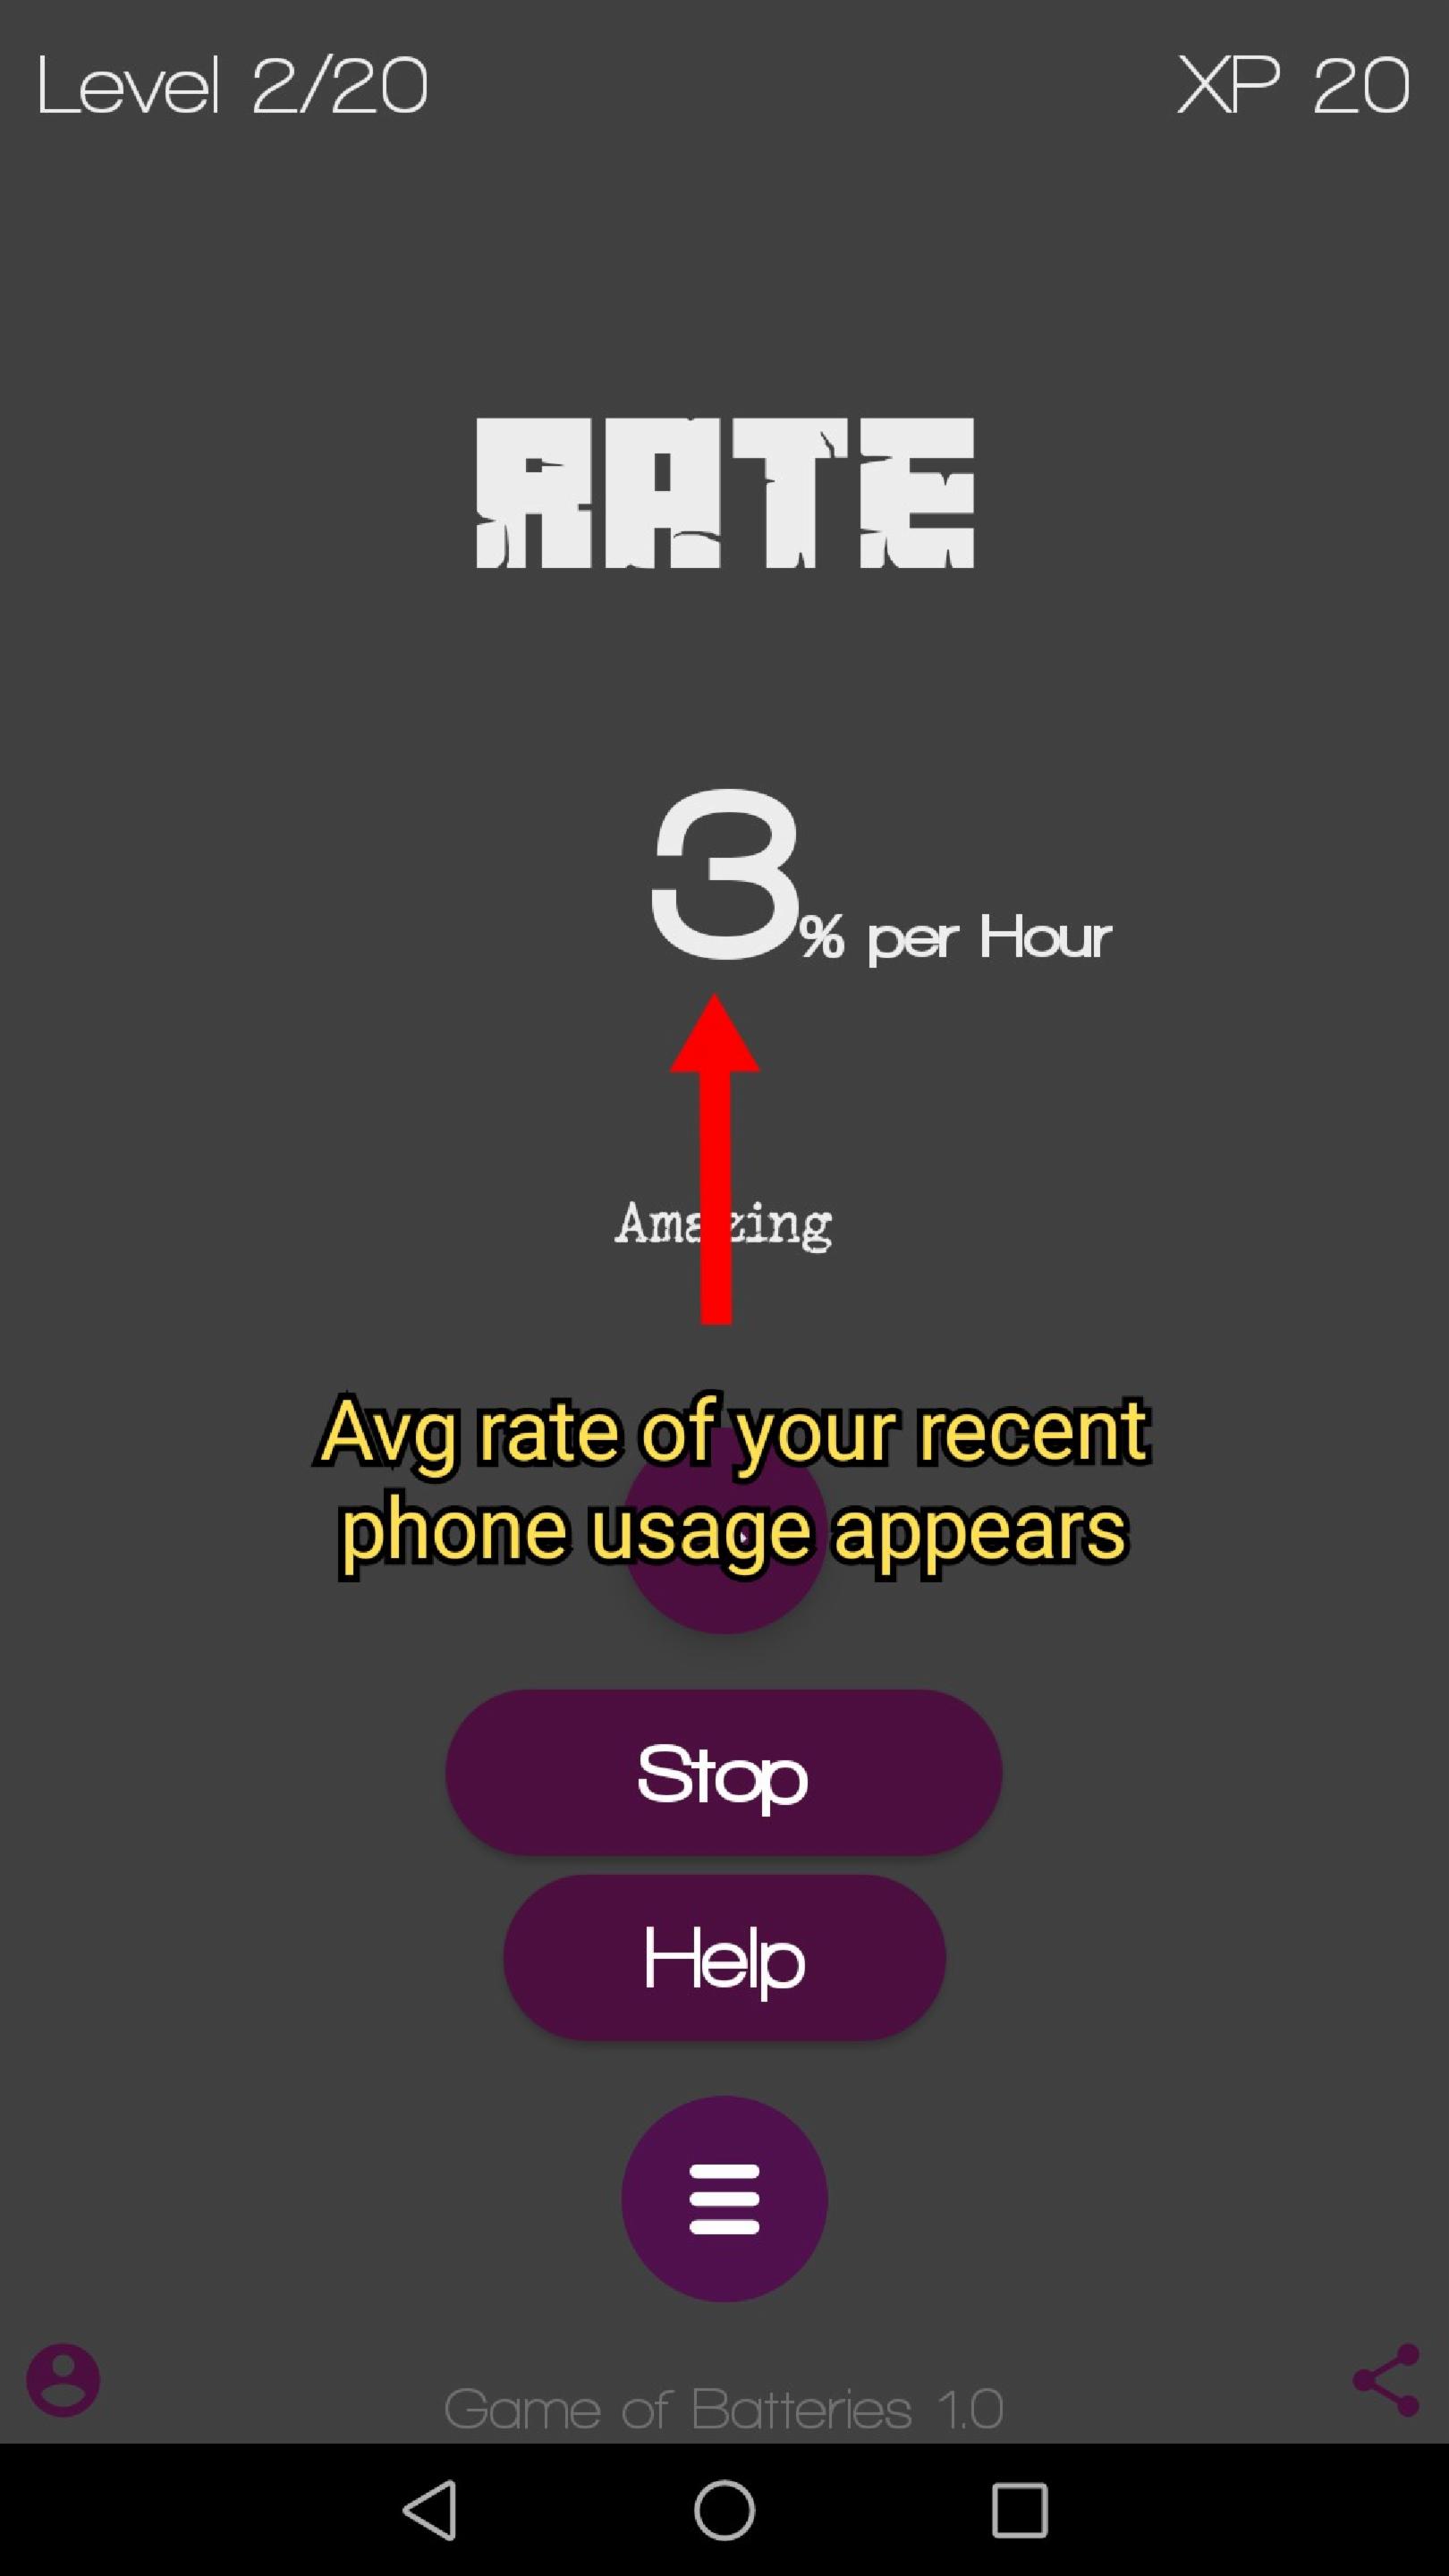 Level 2/20
XP 20
RATE
3% per Hour
Amazing
Avg rate of your recent
phone usage appears
Stop
Help
Game of Batteries 1.0